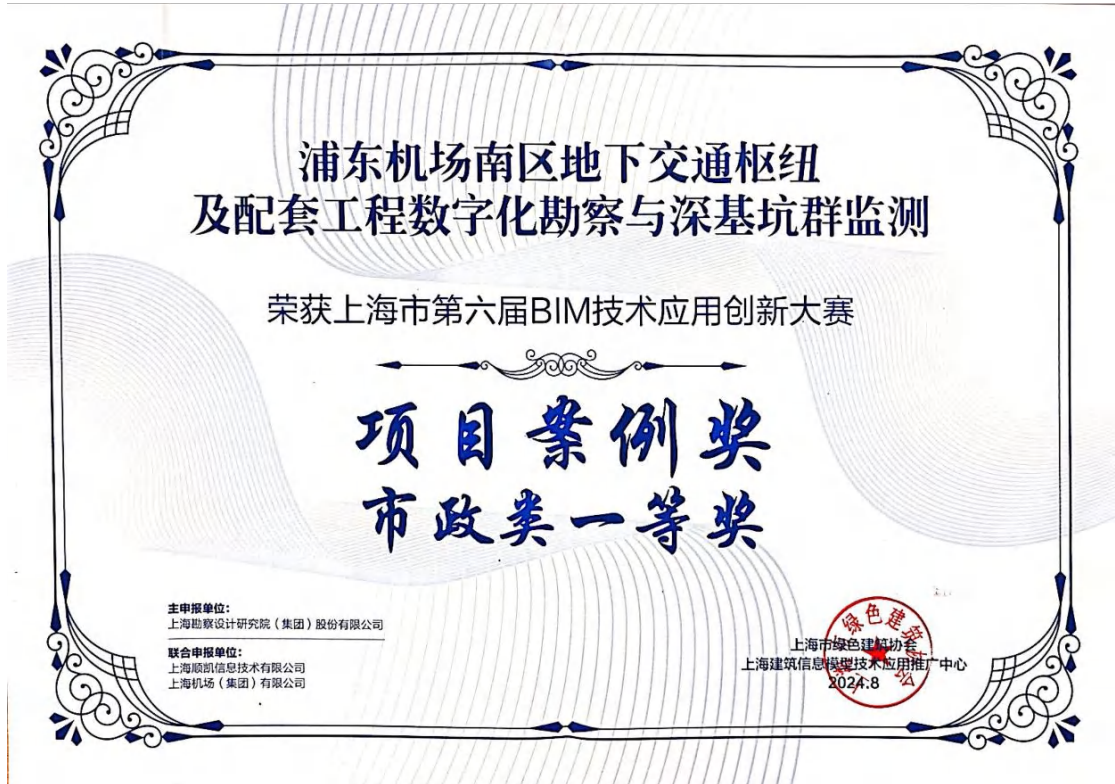 浦东机场南区地下交通枢纽
及配套工程数字化勘察与深基坑群监测
荣获上海市第六届BIM技术应用创新大赛
项目案例奖
市政类一等奖
主申报单位:
上海勘察设计研究院（集团）股份有限公司
联合申报单位:
上海顺凯信息技术有限公司
上海机场（集团）有限公司
上海市绿色建筑协会
上海建筑信息模型技术应用推广中心
2024.8